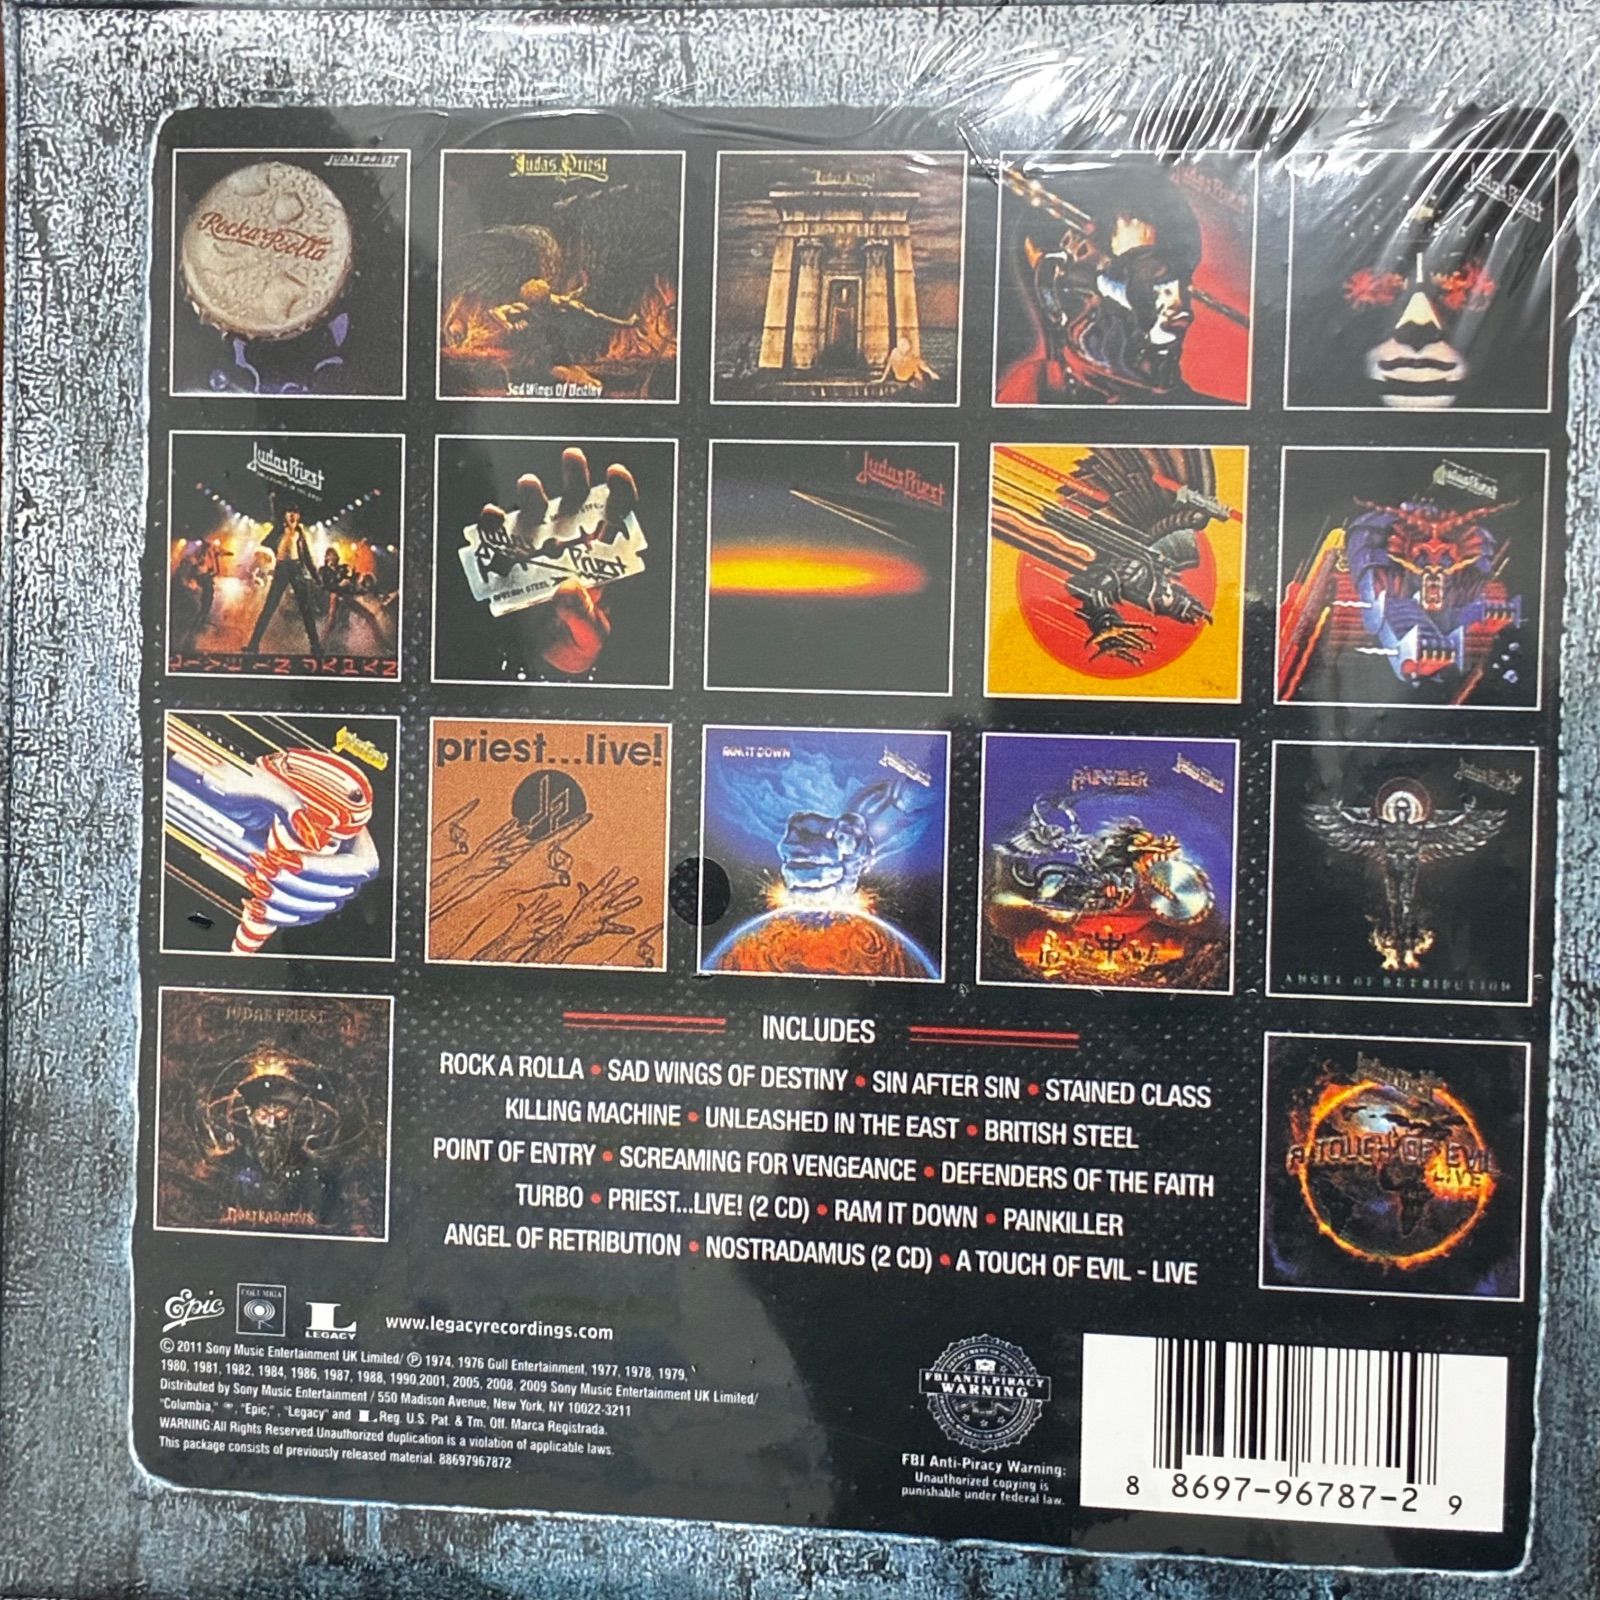 JUDAS PRIEST
Rocka Rolla
Judas Priest
Sad Wings Of Destiny
Judas Priest
Judas Priest
Judas Priest
Judas Priest
LIVE IN JAPAN
Priest
Judas Priest
Judas Priest
priest...live!
RAM IT DOWN
Judas Priest
PAINKILLER
Judas Priest
ANGEL OF RETRIBUTION
JUDAS PRIEST
NOSTRADAMUS
A TOUCH OF EVIL
LIVE
INCLUDES
ROCK A ROLLA • SAD WINGS OF DESTINY • SIN AFTER SIN • STAINED CLASS
KILLING MACHINE • UNLEASHED IN THE EAST • BRITISH STEEL
POINT OF ENTRY • SCREAMING FOR VENGEANCE • DEFENDERS OF THE FAITH
TURBO • PRIEST...LIVE! (2 CD) • RAM IT DOWN • PAINKILLER
ANGEL OF RETRIBUTION • NOSTRADAMUS (2 CD) • A TOUCH OF EVIL - LIVE
Epic
COLUMBIA
L
LEGACY
www.legacyrecordings.com
© 2011 Sony Music Entertainment UK Limited/ ℗ 1974, 1976 Gull Entertainment, 1977, 1978, 1979,
1980, 1981, 1982, 1984, 1986, 1987, 1988, 1990,2001, 2005, 2008, 2009 Sony Music Entertainment UK Limited/
Distributed by Sony Music Entertainment / 550 Madison Avenue, New York, NY 10022-3211
"Columbia," , "Epic,", "Legacy" and L Reg. U.S. Pat. & Tm. Off. Marca Registrada.
WARNING:All Rights Reserved.Unauthorized duplication is a violation of applicable laws.
This package consists of previously released material. 88697967872
FBI ANTI-PIRACY
WARNING
FBI Anti-Piracy Warning:
Unauthorized copying is
punishable under federal law.
8 8697-96787-2 9